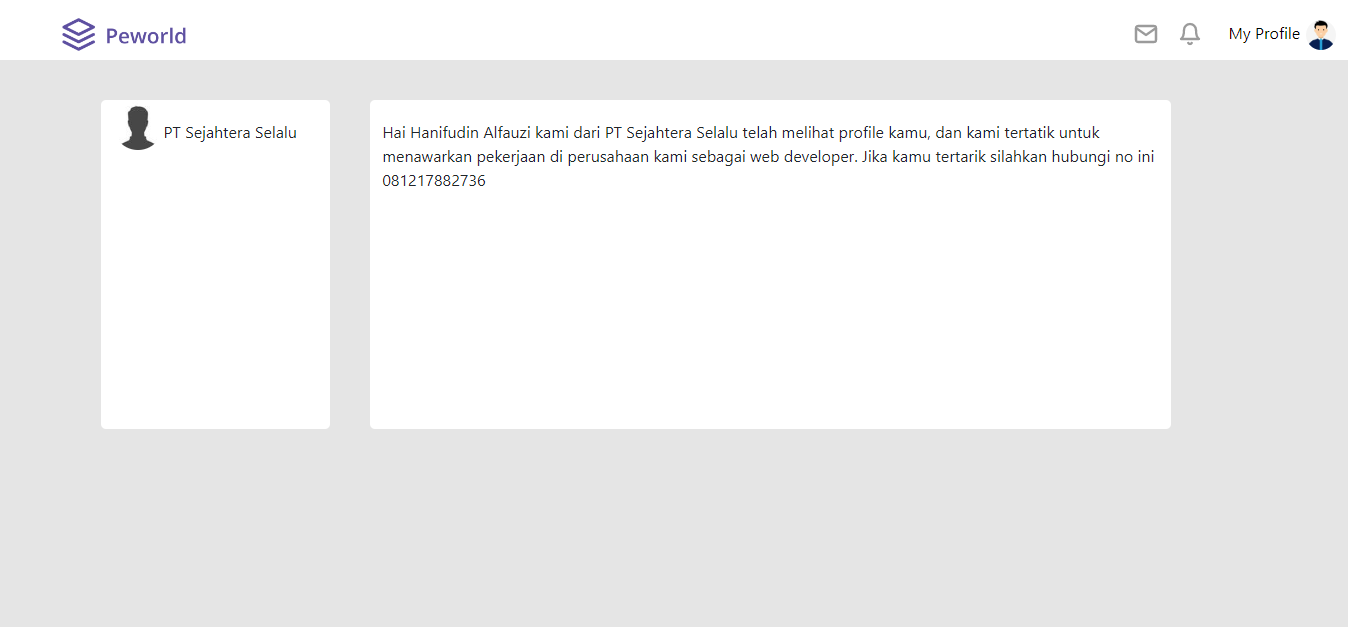 Peworld
My Profile
PT Sejahtera Selalu
Hai Hanifudin Alfauzi kami dari PT Sejahtera Selalu telah melihat profile kamu, dan kami tertatik untuk
menawarkan pekerjaan di perusahaan kami sebagai web developer. Jika kamu tertarik silahkan hubungi no ini
081217882736